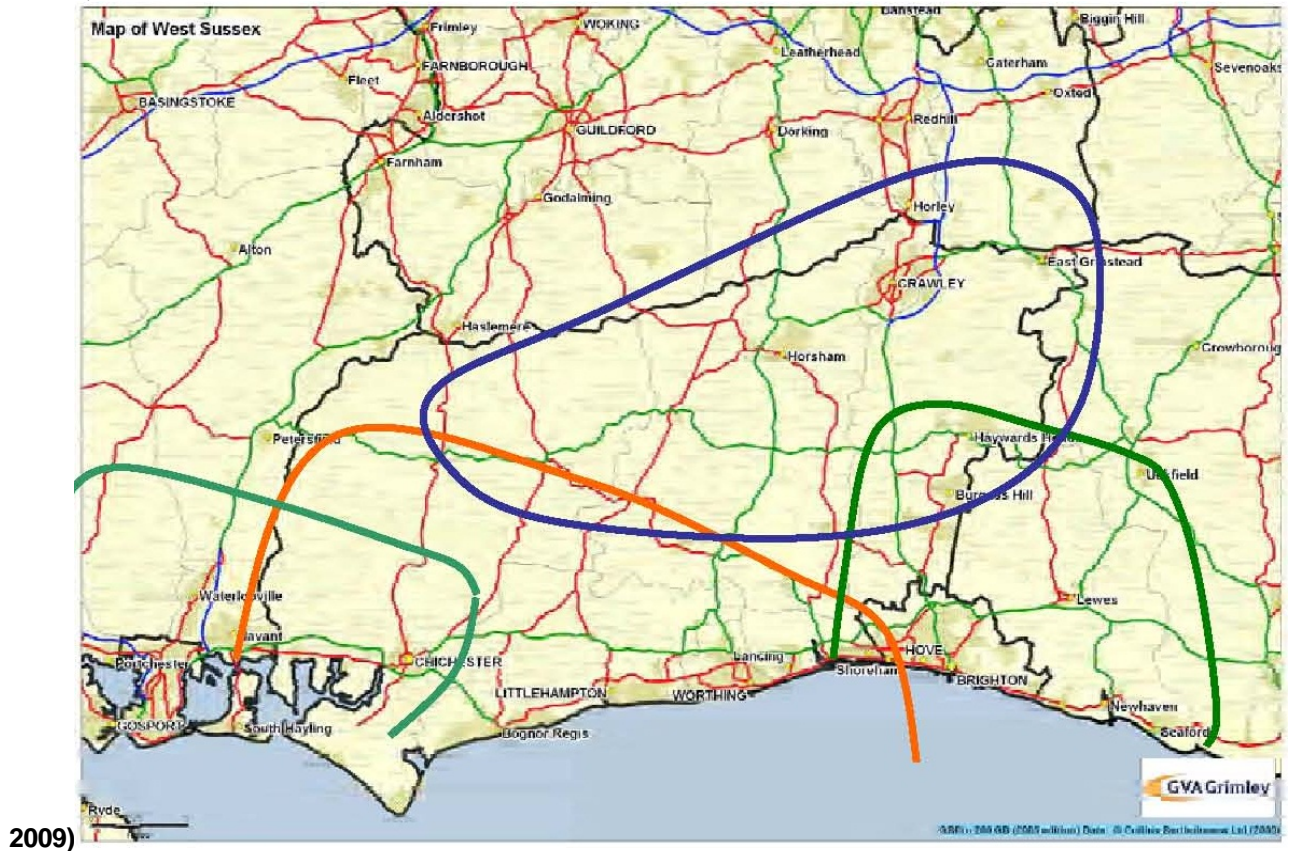 Map of West Sussex
Frimley
WOKING
Banstead
Biggin Hill
Leatherhead
FARNBOROUGH
Caterham
Sevenoaks
Fleet
BASINGSTOKE
Oxted
Aldershot
GUILDFORD
Dorking
Redhill
Farnham
Godalming
Horley
Alton
East Grinstead
CRAWLEY
Haslemere
Horsham
Crowboroug
Petersfield
Haywards
Uckfield
Burgess Hill
Waterlooville
Lewes
Havant
Portchester
CHICHESTER
Lancing
HOVE
Shoreham
BRIGHTON
LITTLEHAMPTON
WORTHING
Newhaven
GOSPORT
South Hayling
Bognor Regis
Seaford
GVA Grimley
Ryde
2009)